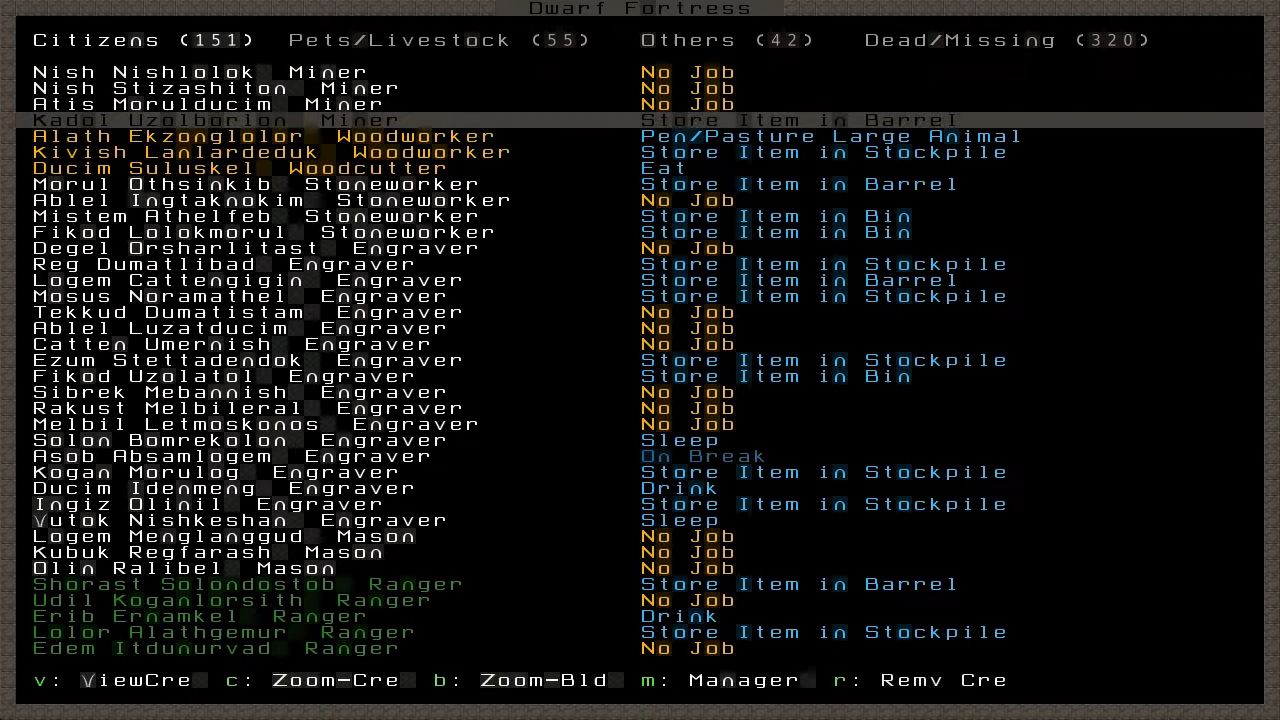 Dwarf Fortress
Citizens (151) Pets/Livestock (55) Others (42) Dead/Missing (320)
Nish Nishlolok Miner No Job
Nish Stizashiton Miner No Job
Atis Morulducim Miner No Job
Kadol Uzolborlon Miner Store Item in Barrel
Alath Ekzonglolor Woodworker Pen/Pasture Large Animal
Kivish Lanlardeduk Woodworker Store Item in Stockpile
Ducim Suluskel Woodcutter Eat
Morul Othsinkib Stoneworker Store Item in Barrel
Ablel Ingtaknokim Stoneworker No Job
Mistem Athelfeb Stoneworker Store Item in Bin
Fikod Lolokmorul Stoneworker Store Item in Bin
Degel Orsharlitast Engraver No Job
Reg Dumatlibad Engraver Store Item in Stockpile
Logem Cattengigin Engraver Store Item in Barrel
Mosus Noramathel Engraver Store Item in Stockpile
Tekkud Dumatistam Engraver No Job
Ablel Luzatducim Engraver No Job
Catten Umernish Engraver No Job
Ezum Stettadendok Engraver Store Item in Stockpile
Fikod Uzolatol Engraver Store Item in Bin
Sibrek Mebannish Engraver No Job
Rakust Melbileral Engraver No Job
Melbil Letmoskonos Engraver No Job
Solon Bomrekolon Engraver Sleep
Asob Absamlogem Engraver On Break
Kogan Morulog Engraver Store Item in Stockpile
Ducim Idenmeng Engraver Drink
Ingiz Olinil Engraver Store Item in Stockpile
Vutok Nishkeshan Engraver Sleep
Logem Menglanggud Mason No Job
Kubuk Regfarash Mason No Job
Olin Ralibel Mason No Job
Shorast Solondostob Ranger Store Item in Barrel
Udil Koganlorsith Ranger No Job
Erib Ernamkel Ranger Drink
Lolor Alathgemur Ranger Store Item in Stockpile
Edem Itdunurvad Ranger No Job
v: ViewCre c: Zoom-Cre b: Zoom-Bld m: Manager r: Remv Cre